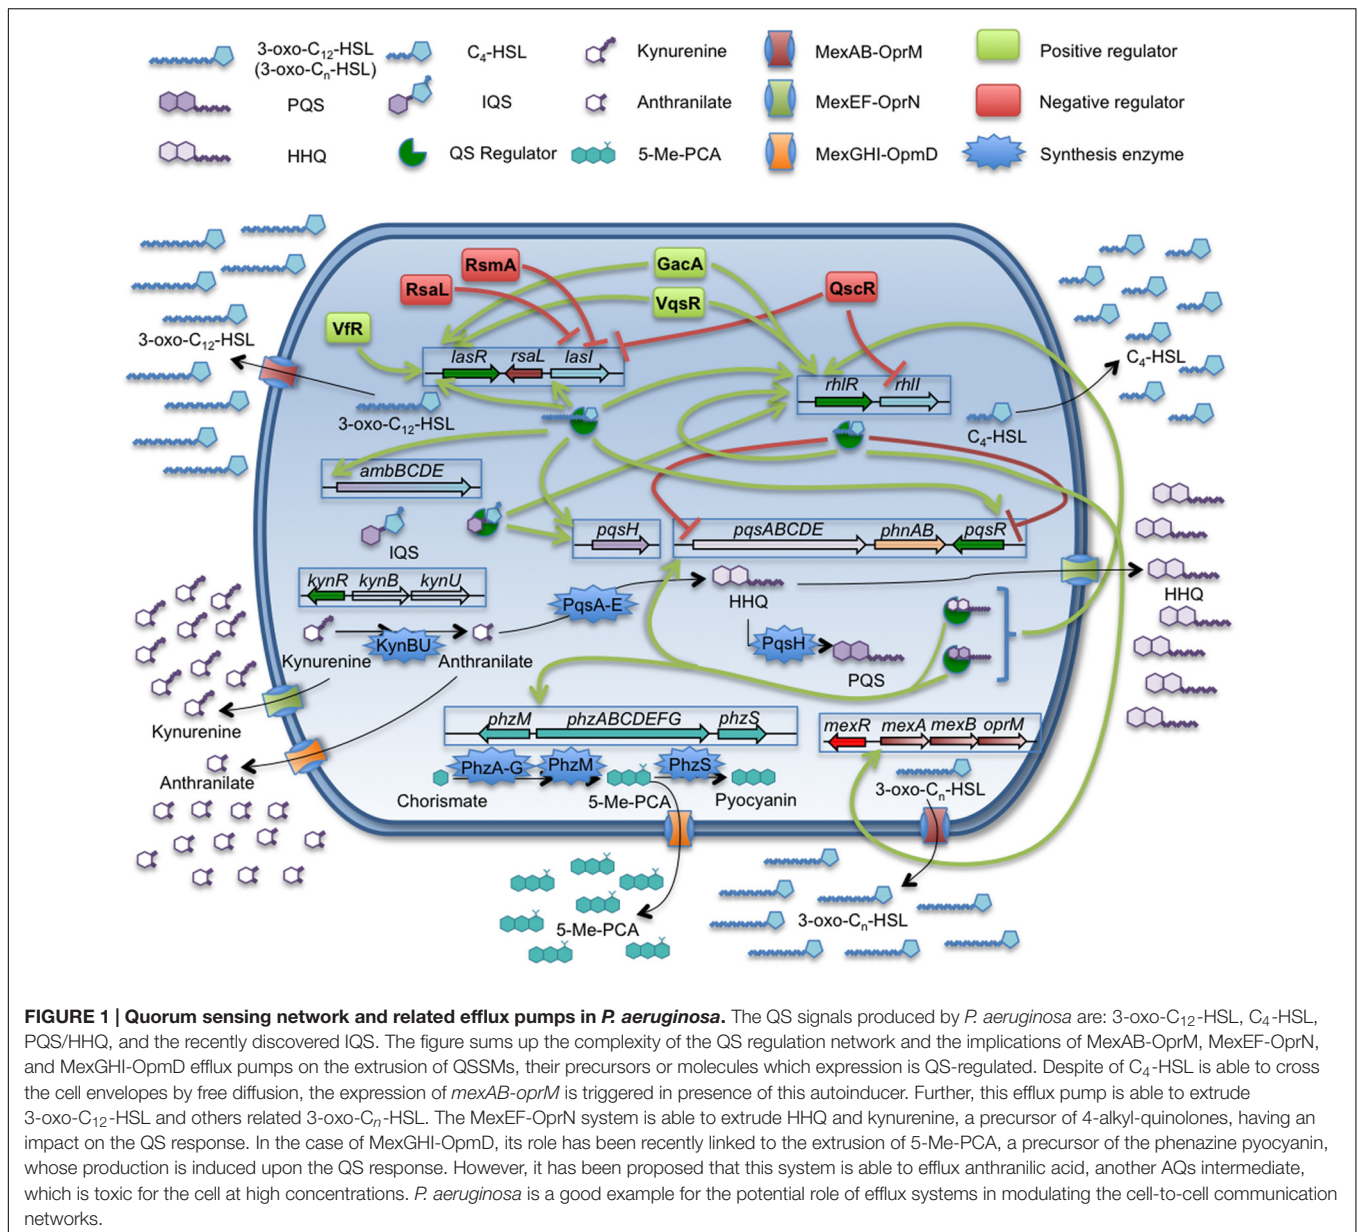 3-oxo-C12-HSL
(3-oxo-Cn-HSL)
C4-HSL
Kynurenine
MexAB-OprM
Positive regulator
PQS
IQS
Anthranilate
MexEF-OprN
Negative regulator
HHQ
QS Regulator
5-Me-PCA
MexGHI-OpmD
Synthesis enzyme
RsmA
GacA
RsaL
VqsR
QscR
VfR
3-oxo-C12-HSL
lasR rsaL lasI
C4-HSL
rhlR rhlI
3-oxo-C12-HSL
C4-HSL
ambBCDE
IQS
pqsH
pqsABCDE phnAB pqsR
kynR kynB kynU
HHQ
HHQ
PqsA-E
KynBU
PqsH
Kynurenine
Anthranilate
PQS
Kynurenine
phzM phzABCDEFG phzS
mexR mexA mexB oprM
Anthranilate
PhzA-G
PhzM
PhzS
3-oxo-Cn-HSL
Chorismate
5-Me-PCA
Pyocyanin
5-Me-PCA
3-oxo-Cn-HSL
FIGURE 1 | Quorum sensing network and related efflux pumps in P. aeruginosa. The QS signals produced by P. aeruginosa are: 3-oxo-C12-HSL, C4-HSL,
PQS/HHQ, and the recently discovered IQS. The figure sums up the complexity of the QS regulation network and the implications of MexAB-OprM, MexEF-OprN,
and MexGHI-OpmD efflux pumps on the extrusion of QSSMs, their precursors or molecules which expression is QS-regulated. Despite of C4-HSL is able to cross
the cell envelopes by free diffusion, the expression of mexAB-oprM is triggered in presence of this autoinducer. Further, this efflux pump is able to extrude
3-oxo-C12-HSL and others related 3-oxo-Cn-HSL. The MexEF-OprN system is able to extrude HHQ and kynurenine, a precursor of 4-alkyl-quinolones, having an
impact on the QS response. In the case of MexGHI-OpmD, its role has been recently linked to the extrusion of 5-Me-PCA, a precursor of the phenazine pyocyanin,
whose production is induced upon the QS response. However, it has been proposed that this system is able to efflux anthranilic acid, another AQs intermediate,
which is toxic for the cell at high concentrations. P. aeruginosa is a good example for the potential role of efflux systems in modulating the cell-to-cell communication
networks.